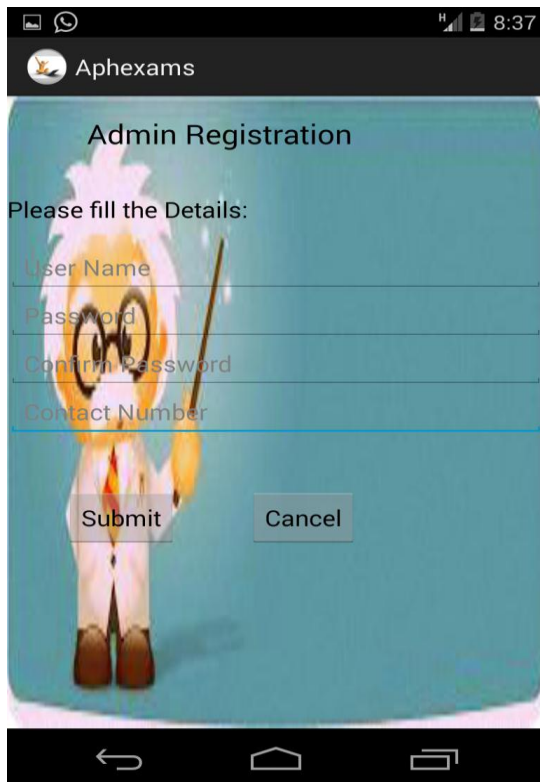 H 8:37
Aphexams
Admin Registration
Please fill the Details:
User Name
Password
Confirm Password
Contact Number
Submit Cancel